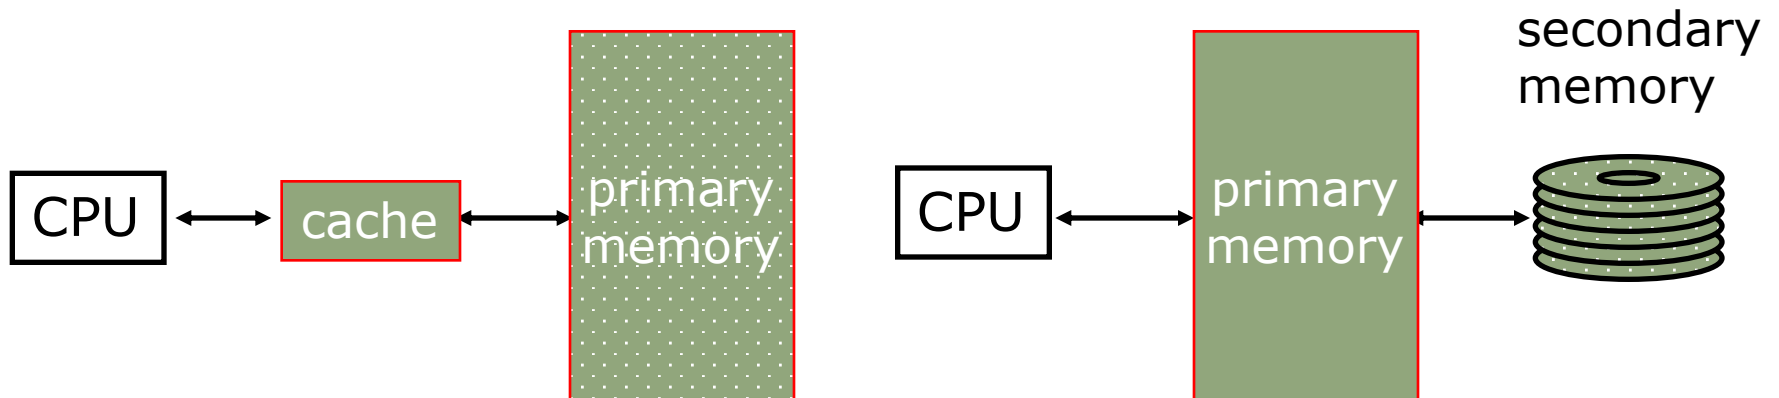 CPU
cache
primary
memory
CPU
primary
memory
secondary
memory